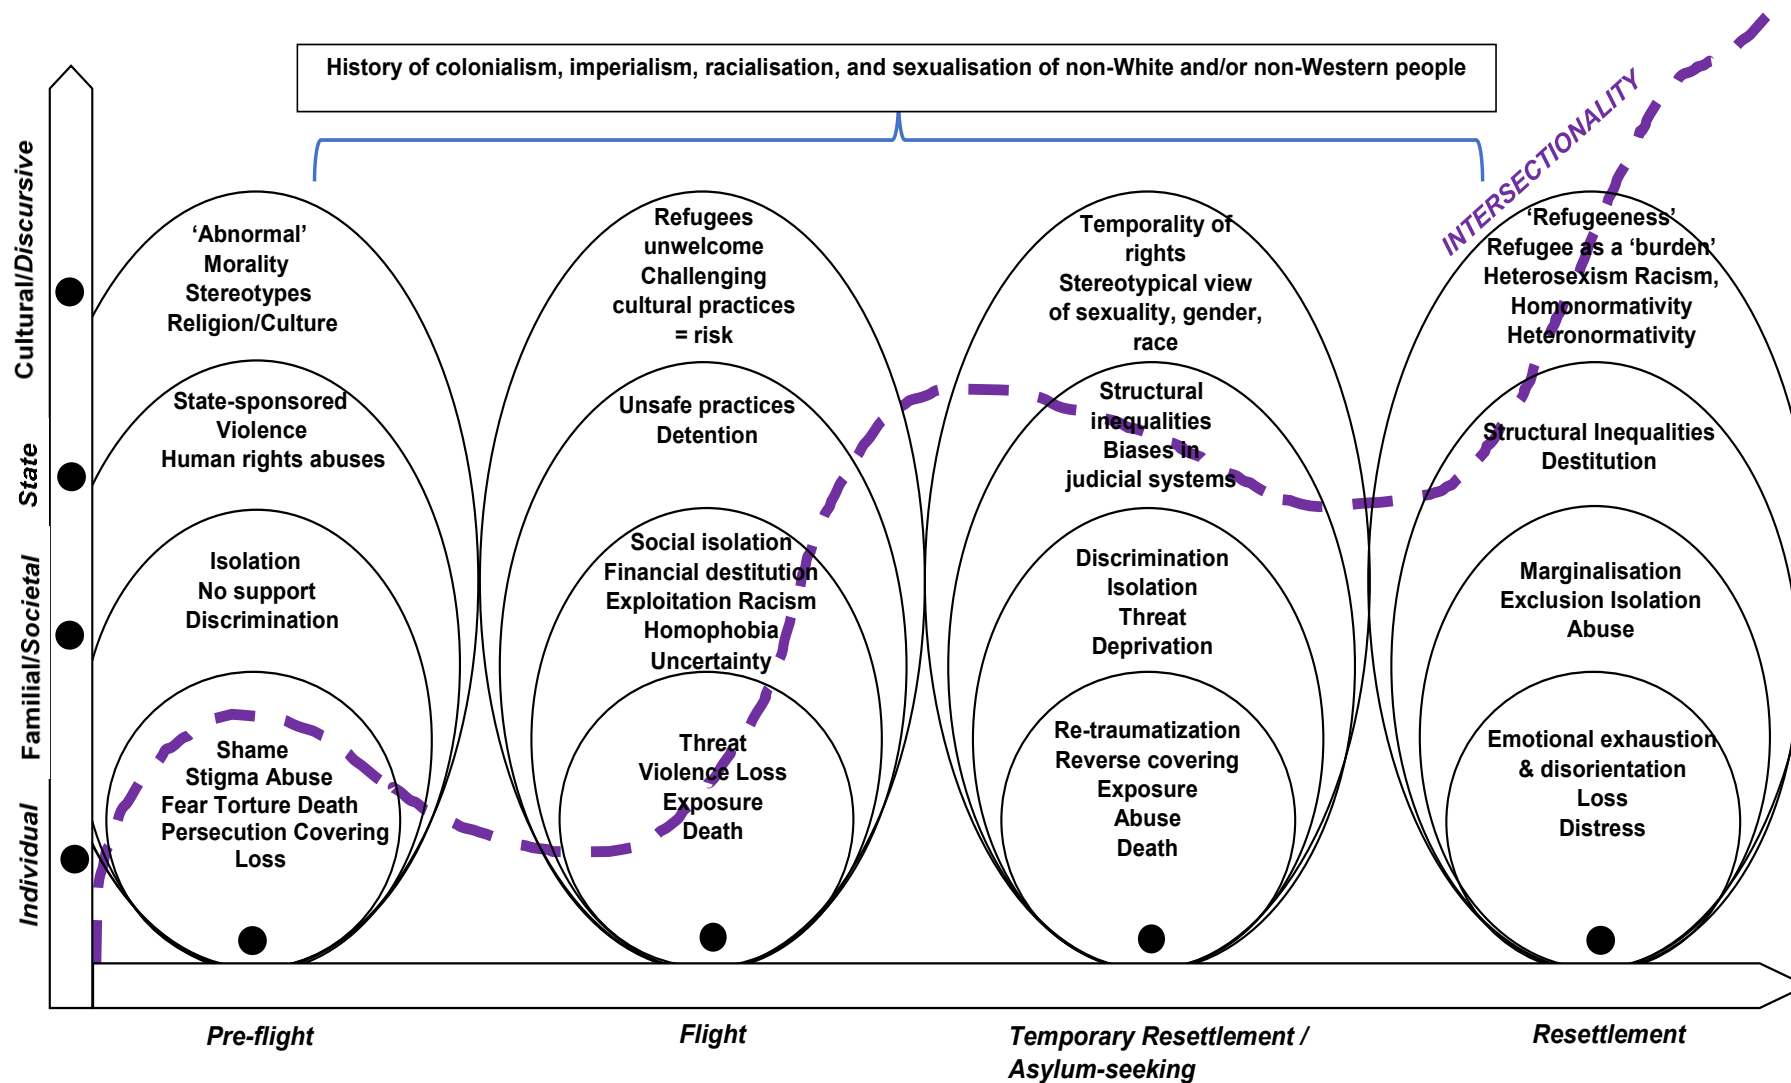 History of colonialism, imperialism, racialisation, and sexualisation of non-White and/or non-Western people
INTERSECTIONALITY
Cultural/Discursive
State
Familial/Societal
Individual
‘Abnormal’
Morality
Stereotypes
Religion/Culture
State-sponsored
Violence
Human rights abuses
Isolation
No support
Discrimination
Shame
Stigma Abuse
Fear Torture Death
Persecution Covering
Loss
Refugees
unwelcome
Challenging
cultural practices
= risk
Unsafe practices
Detention
Social isolation
Financial destitution
Exploitation Racism
Homophobia
Uncertainty
Threat
Violence Loss
Exposure
Death
Temporality of
rights
Stereotypical view
of sexuality, gender,
race
Structural
inequalities
Biases in
judicial systems
Discrimination
Isolation
Threat
Deprivation
Re-traumatization
Reverse covering
Exposure
Abuse
Death
‘Refugeeness’
Refugee as a ‘burden’
Heterosexism Racism,
Homonormativity
Heteronormativity
Structural Inequalities
Destitution
Marginalisation
Exclusion Isolation
Abuse
Emotional exhaustion
& disorientation
Loss
Distress
Pre-flight
Flight
Temporary Resettlement /
Asylum-seeking
Resettlement